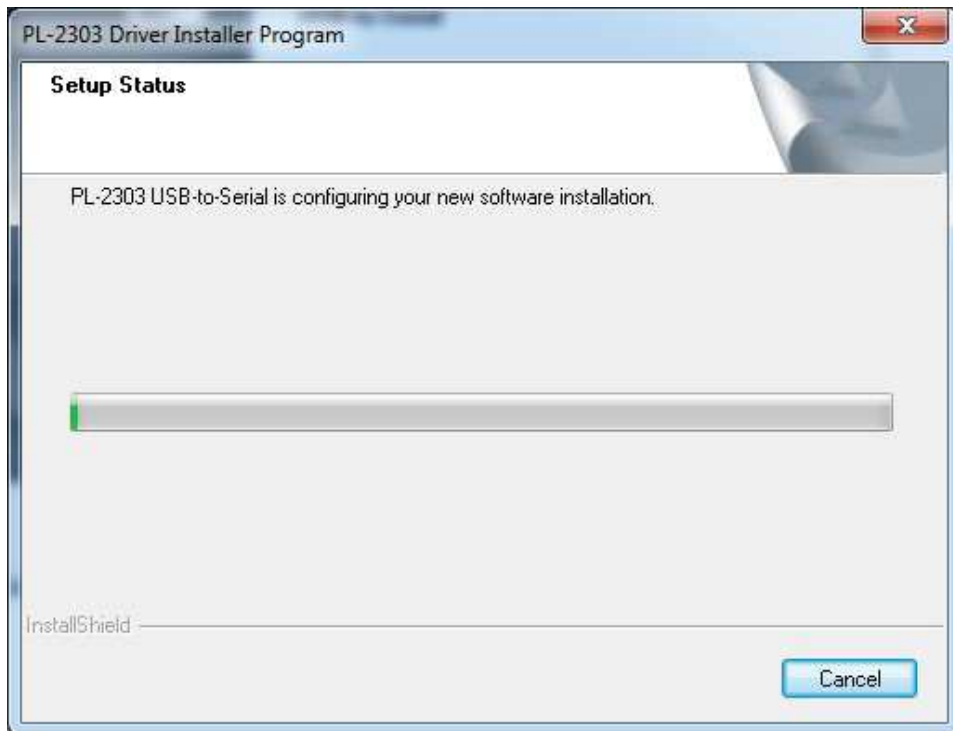 PL-2303 Driver Installer Program
Setup Status
PL-2303 USB-to-Serial is configuring your new software installation.
InstallShield
Cancel